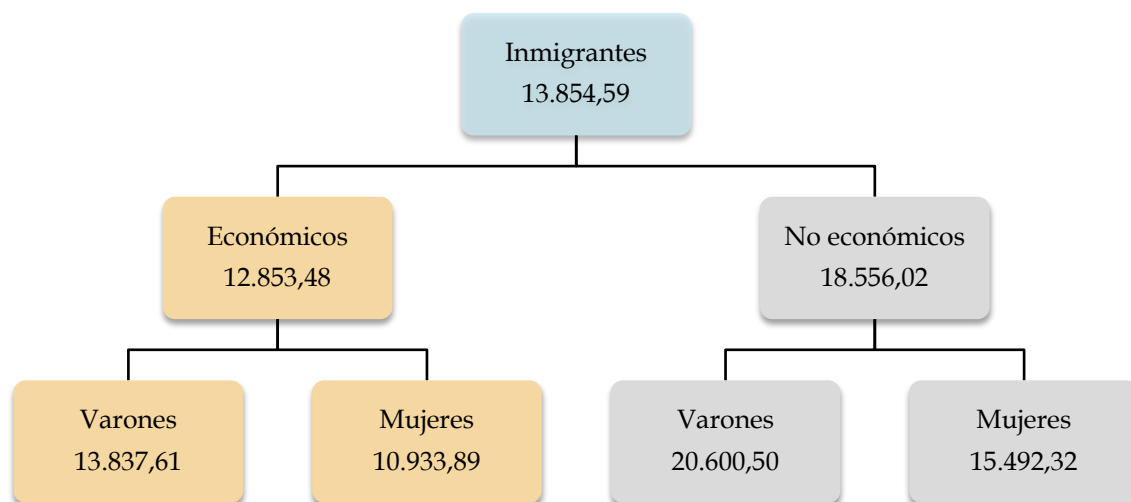 Inmigrantes
13.854,59
Económicos
12.853,48
No económicos
18.556,02
Varones
13.837,61
Mujeres
10.933,89
Varones
20.600,50
Mujeres
15.492,32